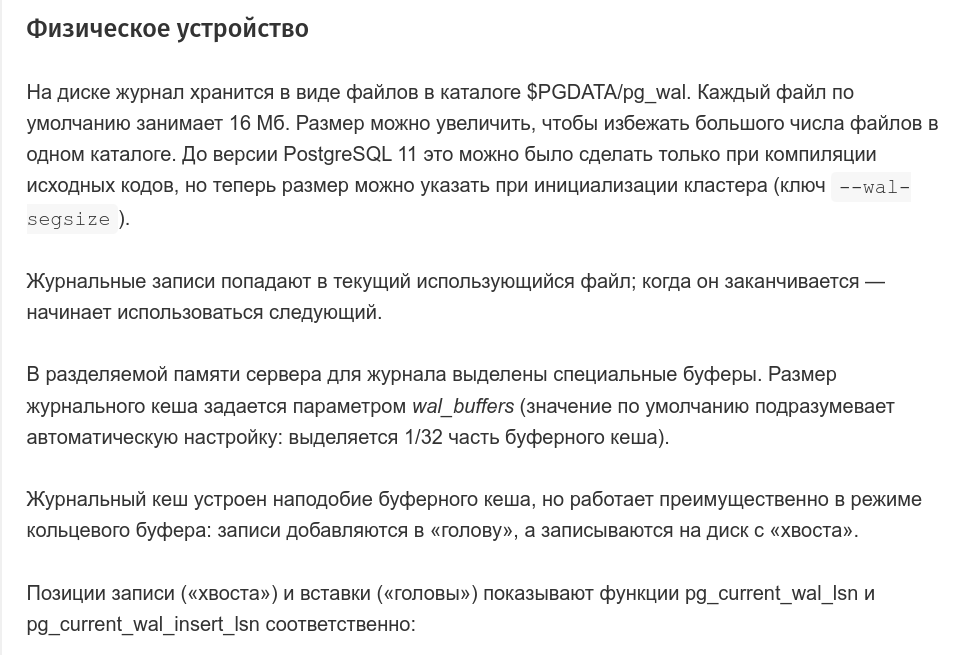 Физическое устройство
На диске журнал хранится в виде файлов в каталоге $PGDATA/pg_wal. Каждый файл по
умолчанию занимает 16 Мб. Размер можно увеличить, чтобы избежать большого числа файлов в
одном каталоге. До версии PostgreSQL 11 это можно было сделать только при компиляции
исходных кодов, но теперь размер можно указать при инициализации кластера (ключ --wal-
segsize ).
Журнальные записи попадают в текущий использующийся файл; когда он заканчивается —
начинает использоваться следующий.
В разделяемой памяти сервера для журнала выделены специальные буферы. Размер
журнального кеша задается параметром wal_buffers (значение по умолчанию подразумевает
автоматическую настройку: выделяется 1/32 часть буферного кеша).
Журнальный кеш устроен наподобие буферного кеша, но работает преимущественно в режиме
кольцевого буфера: записи добавляются в «голову», а записываются на диск с «хвоста».
Позиции записи («хвоста») и вставки («головы») показывают функции pg_current_wal_lsn и
pg_current_wal_insert_lsn соответственно: